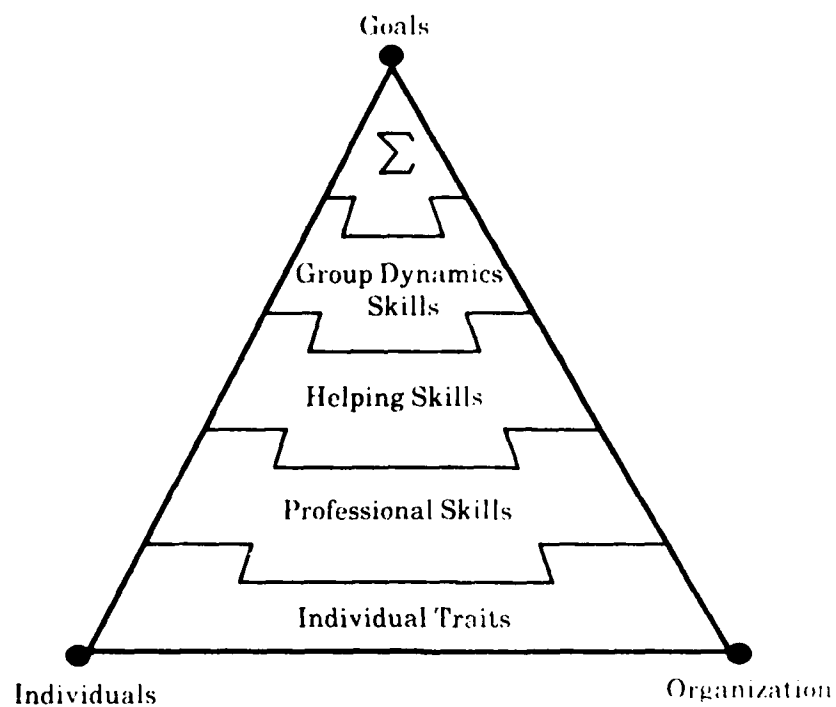 Goals
Σ
Group Dynamics
Skills
Helping Skills
Professional Skills
Individual Traits
Individuals
Organization